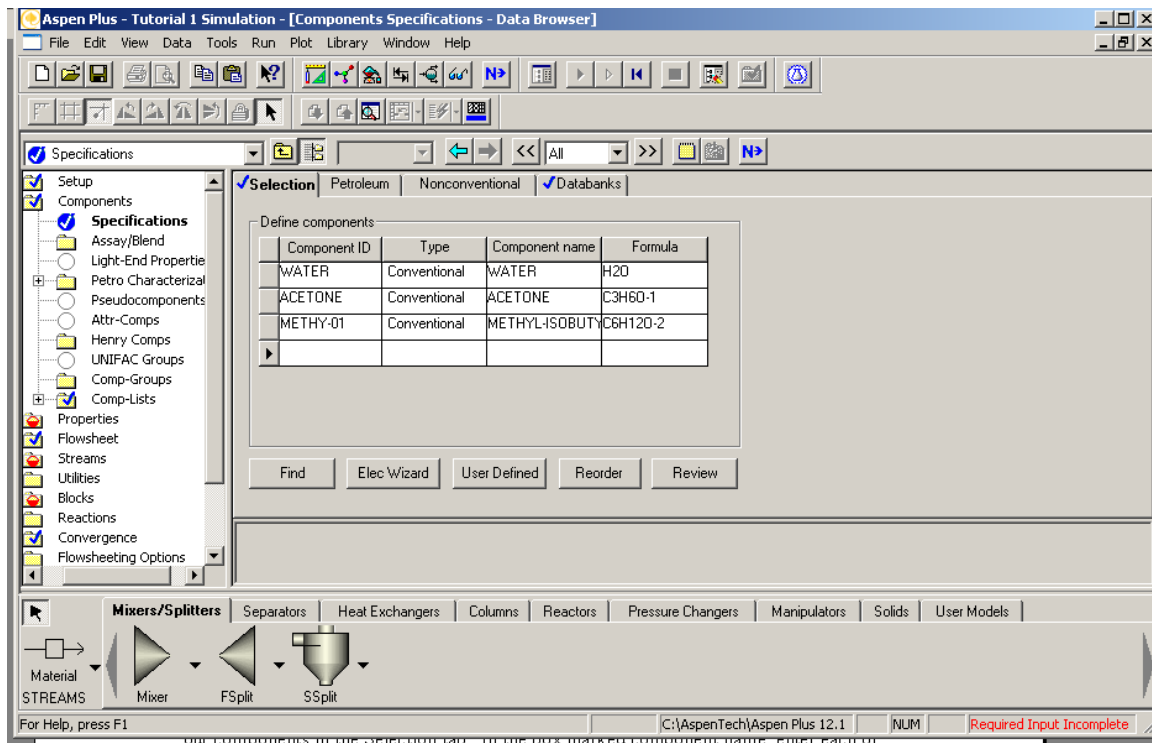 Aspen Plus - Tutorial 1 Simulation - [Components Specifications - Data Browser]
File Edit View Data Tools Run Plot Library Window Help
N>
Specifications
<< All >> N>
Setup
Components
Specifications
Assay/Blend
Light-End Propertie
Petro Characterizal
Pseudocomponents
Attr-Comps
Henry Comps
UNIFAC Groups
Comp-Groups
Comp-Lists
Properties
Flowsheet
Streams
Utilities
Blocks
Reactions
Convergence
Flowsheeting Options
Selection Petroleum Nonconventional Databanks
Define components
Component ID Type Component name Formula
WATER Conventional WATER H2O
ACETONE Conventional ACETONE C3H6O-1
METHY-01 Conventional METHYL-ISOBUTY C6H12O-2
Find Elec Wizard User Defined Reorder Review
Mixers/Splitters Separators Heat Exchangers Columns Reactors Pressure Changers Manipulators Solids User Models
Material
STREAMS Mixer FSplit SSplit
For Help, press F1 C:\AspenTech\Aspen Plus 12.1 NUM Required Input Incomplete